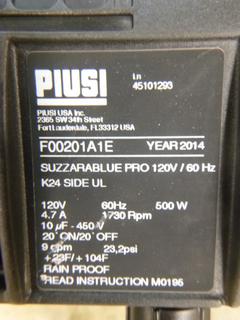 PIUSI
i.n
45101293
PIUSI USA Inc.
2365 SW 34th Street
Fort Lauderdale, FL33312 USA
F00201A1E YEAR 2014
SUZZARABLUE PRO 120V / 60 Hz
K24 SIDE UL
120V 60Hz 500 W
4.7 A 1730 Rpm
10 µF - 450 V
20' ON/20' OFF
9 gpm 23,2psi
+23F/ + 104F
RAIN PROOF
READ INSTRUCTION M0195